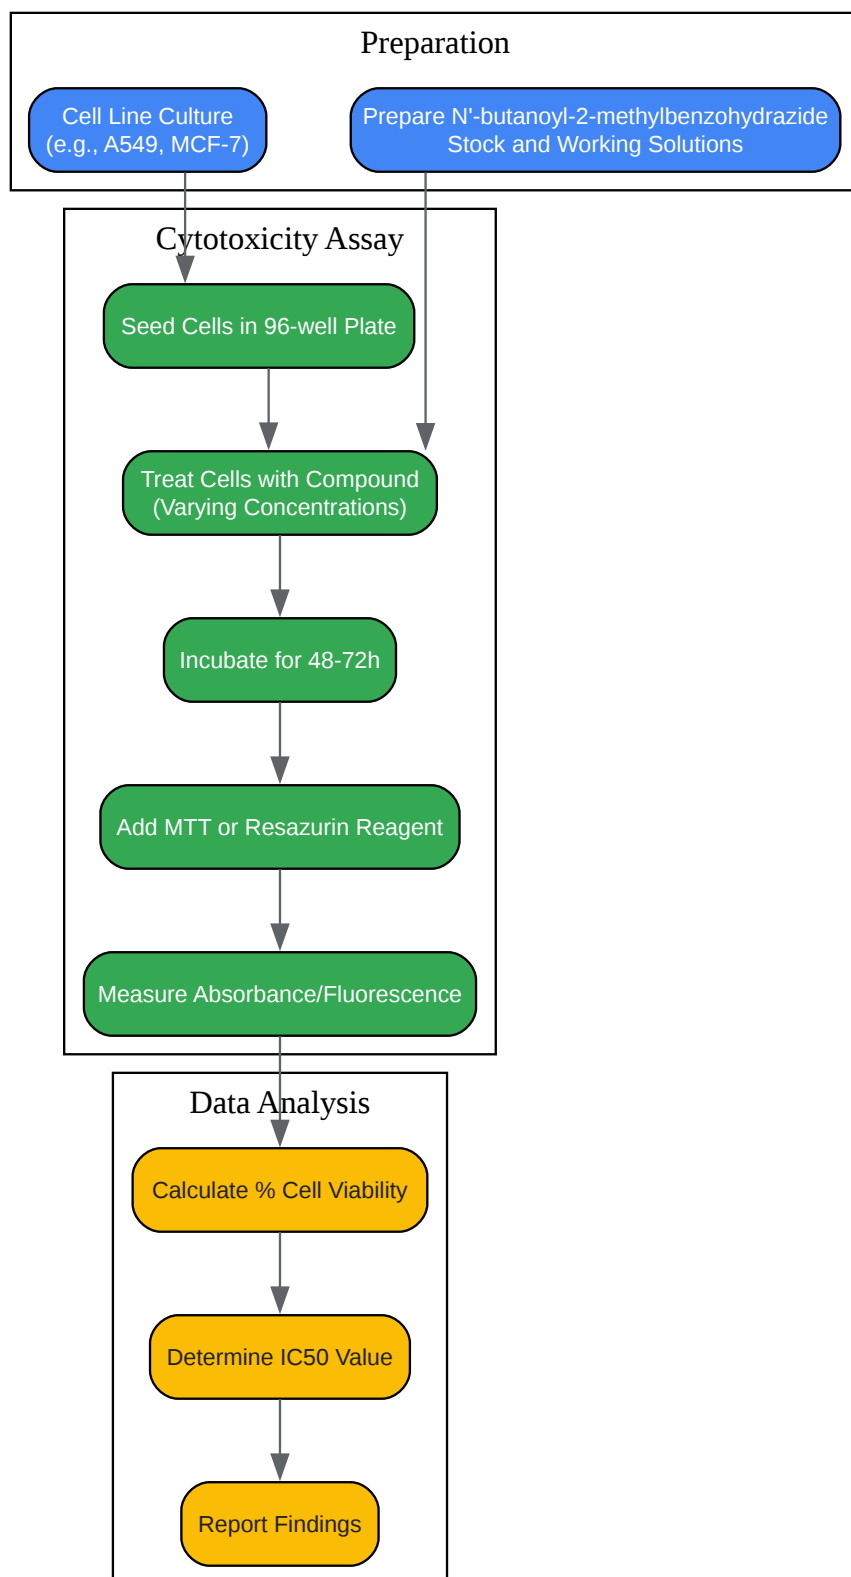 Preparation
Cell Line Culture
(e.g., A549, MCF-7)
Prepare N'-butanoyl-2-methylbenzohydrazide
Stock and Working Solutions
Cytotoxicity Assay
Seed Cells in 96-well Plate
Treat Cells with Compound
(Varying Concentrations)
Incubate for 48-72h
Add MTT or Resazurin Reagent
Measure Absorbance/Fluorescence
Data Analysis
Calculate % Cell Viability
Determine IC50 Value
Report Findings